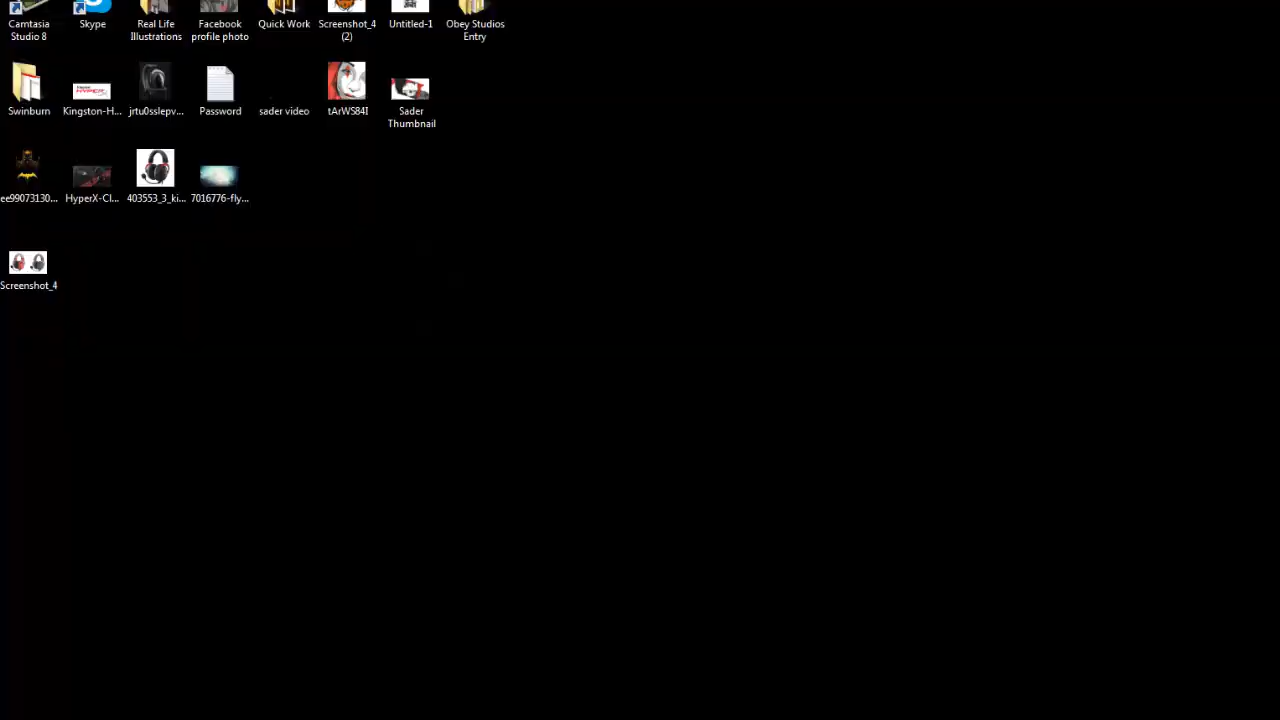 Camtasia Studio 8
Skype
Real Life Illustrations
Facebook profile photo
Quick Work
Screenshot_4 (2)
Untitled-1
Obey Studios Entry
Swinburn
Kingston-H...
jrtu0sslepv...
Password
sader video
tArWS84I
Sader Thumbnail
ee99073130...
HyperX-Cl...
403553_3_ki...
7016776-fly...
Screenshot_4